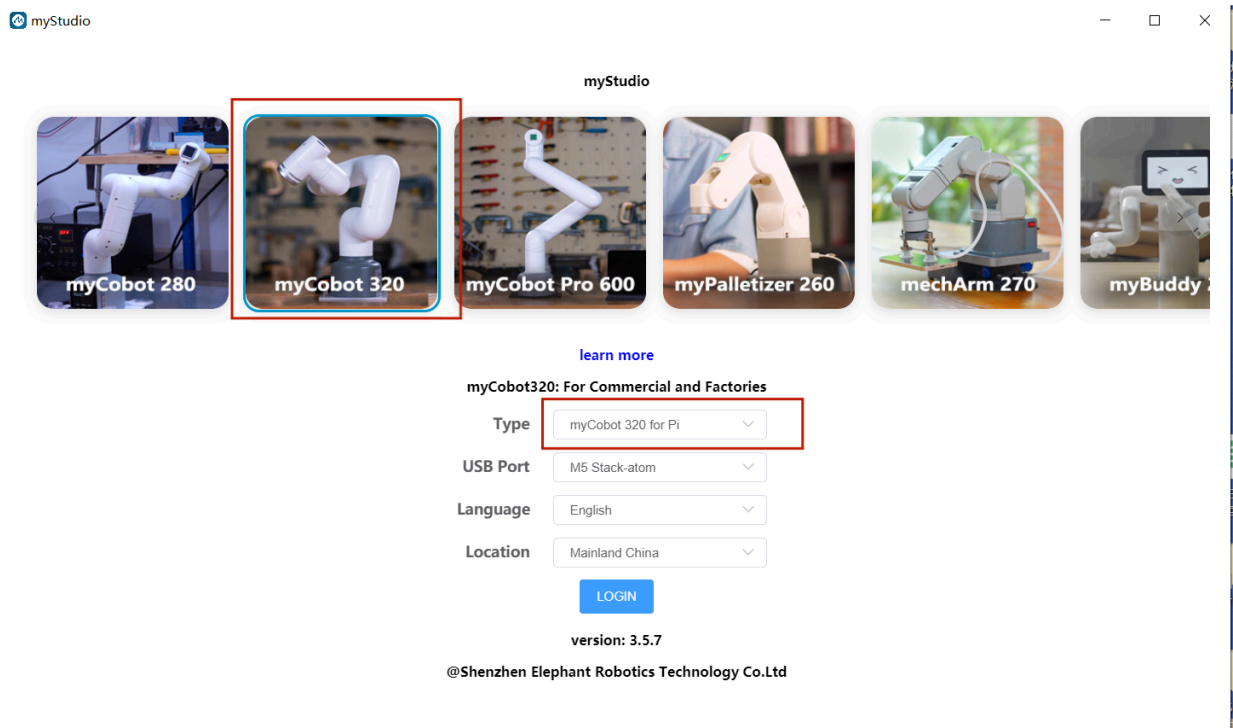 myStudio
myStudio
myCobot 280
myCobot 320
myCobot Pro 600
myPalletizer 260
mechArm 270
myBuddy
learn more
myCobot320: For Commercial and Factories
Type myCobot 320 for Pi
USB Port M5 Stack-atom
Language English
Location Mainland China
LOGIN
version: 3.5.7
@Shenzhen Elephant Robotics Technology Co.Ltd